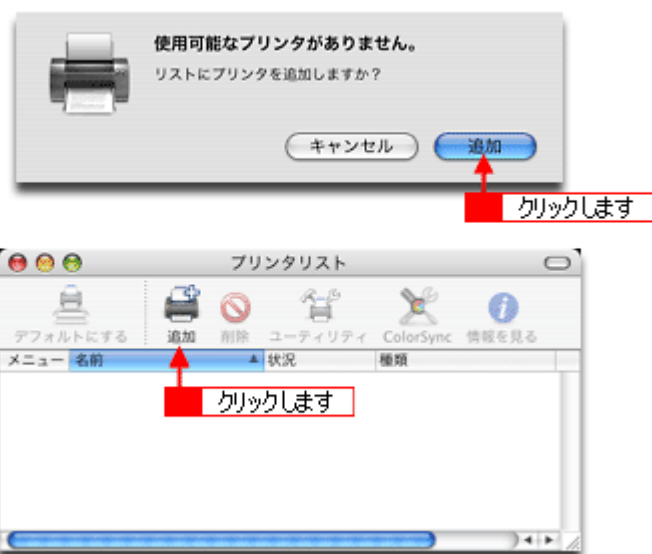 使用可能なプリンタがありません。
リストにプリンタを追加しますか？
キャンセル 追加
クリックします
プリンタリスト
デフォルトにする 追加 削除 ユーティリティ ColorSync 情報を見る
メニュー 名前 状況 種類
クリックします